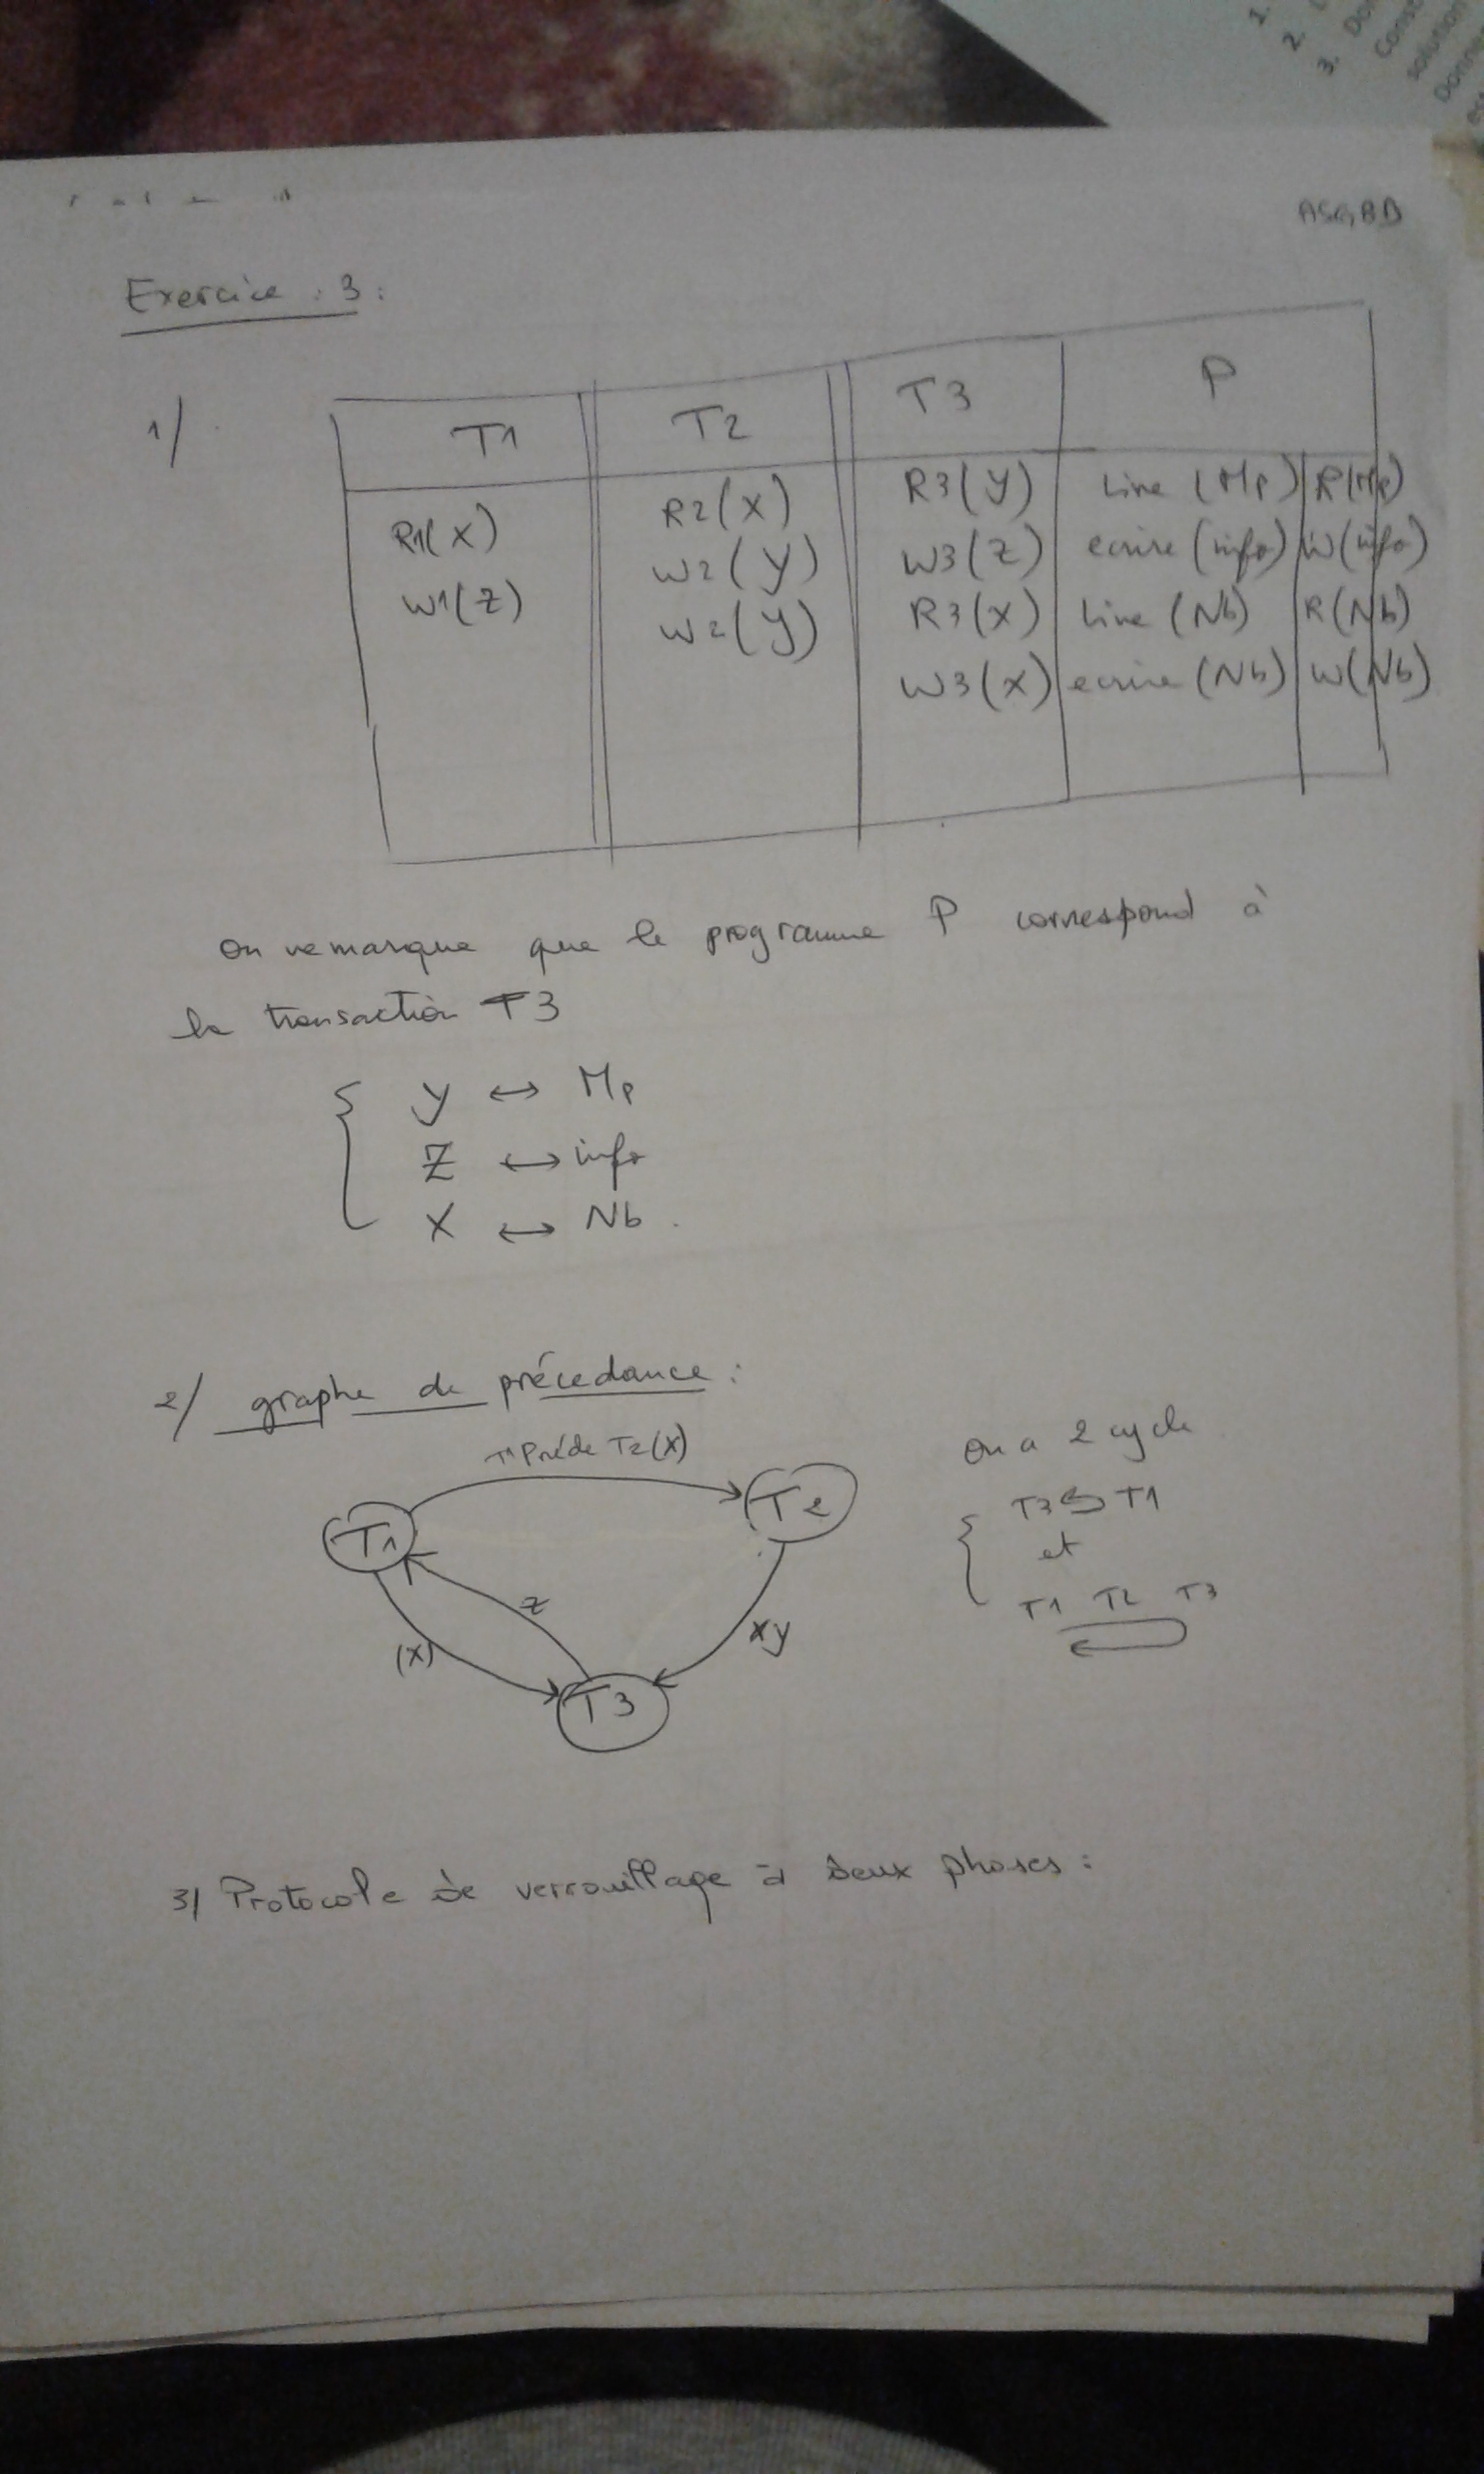 1.
2.
3. Do
Const
solution
Donn
ASGBD
Exercice : 3 :
1/
T1 T2 T3 P
R1(X) R2(X) R3(y) Lire (Mp) R(Mp)
W1(Z) W2(y) W3(Z) ecrire (info) W(info)
W2(y) R3(X) Lire (Nb) R(Nb)
W3(X) ecrire (Nb) W(Nb)
on remarque que le programme P correspond à
la transaction T3
{ y ↔ Mp
Z ↔ info
X ↔ Nb .
2/ graphe de précedance :
T1 Préde T2(X)
T1 T2
Z
(X) xy
T3
on a 2 cycle
{ T3 T1
et
T1 T2 T3
3/ Protocole de verrouillage à deux phases :